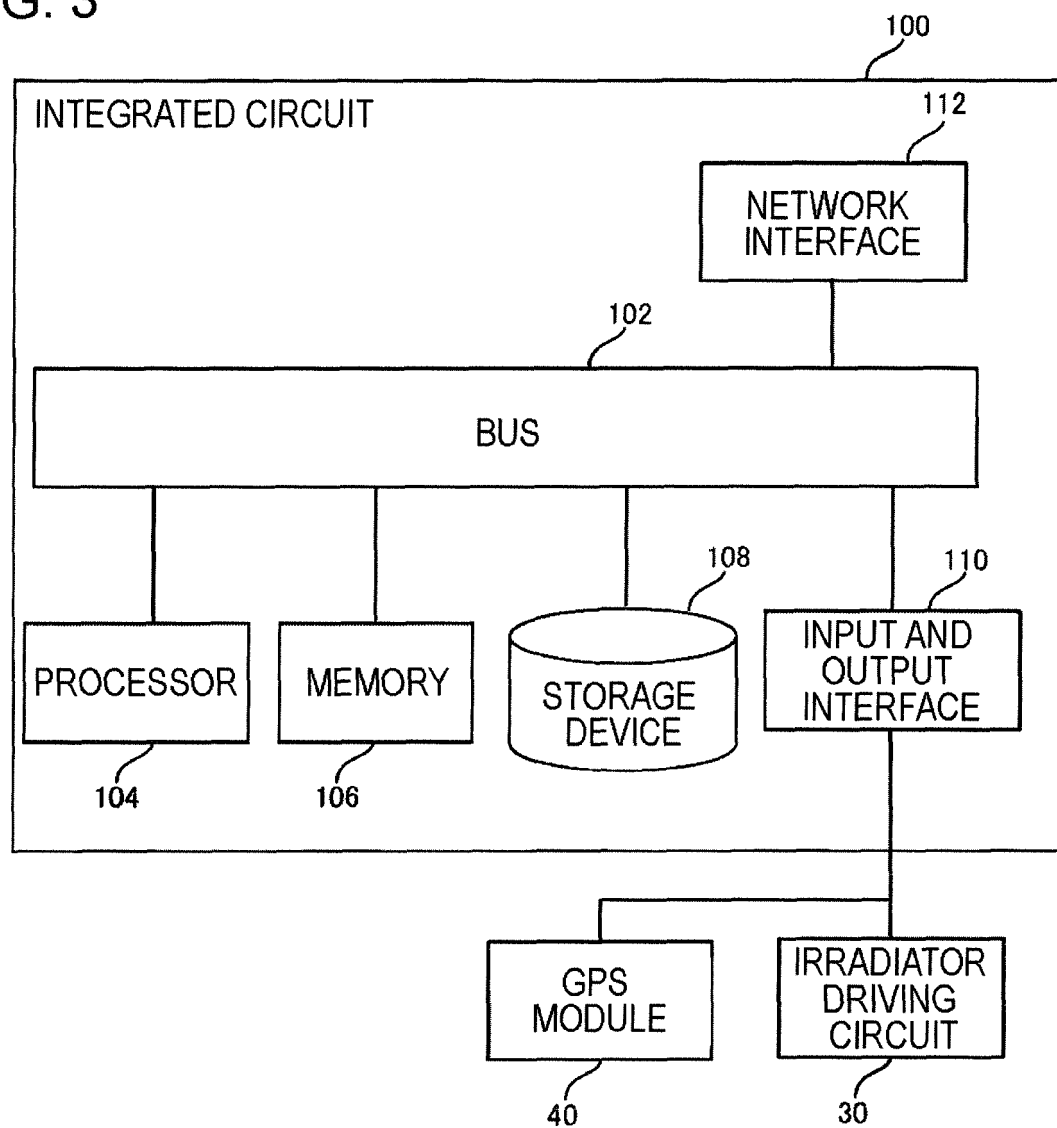 G. 3
100
INTEGRATED CIRCUIT
112
NETWORK
INTERFACE
102
BUS
108
110
PROCESSOR
MEMORY
STORAGE
DEVICE
INPUT AND
OUTPUT
INTERFACE
104
106
GPS
MODULE
IRRADIATOR
DRIVING
CIRCUIT
40
30